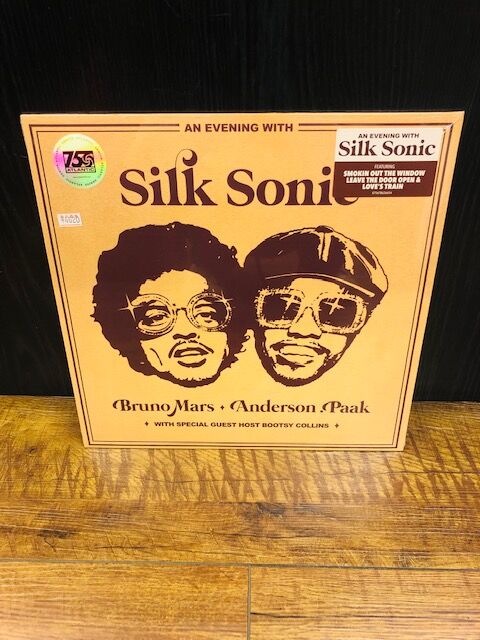 AN EVENING WITH
Silk Sonic
75
ATLANTIC
AN EVENING WITH
Silk Sonic
FEATURING
SMOKIN OUT THE WINDOW
LEAVE THE DOOR OPEN &
LOVE'S TRAIN
Bruno Mars • Anderson .Paak
WITH SPECIAL GUEST HOST BOOTSY COLLINS